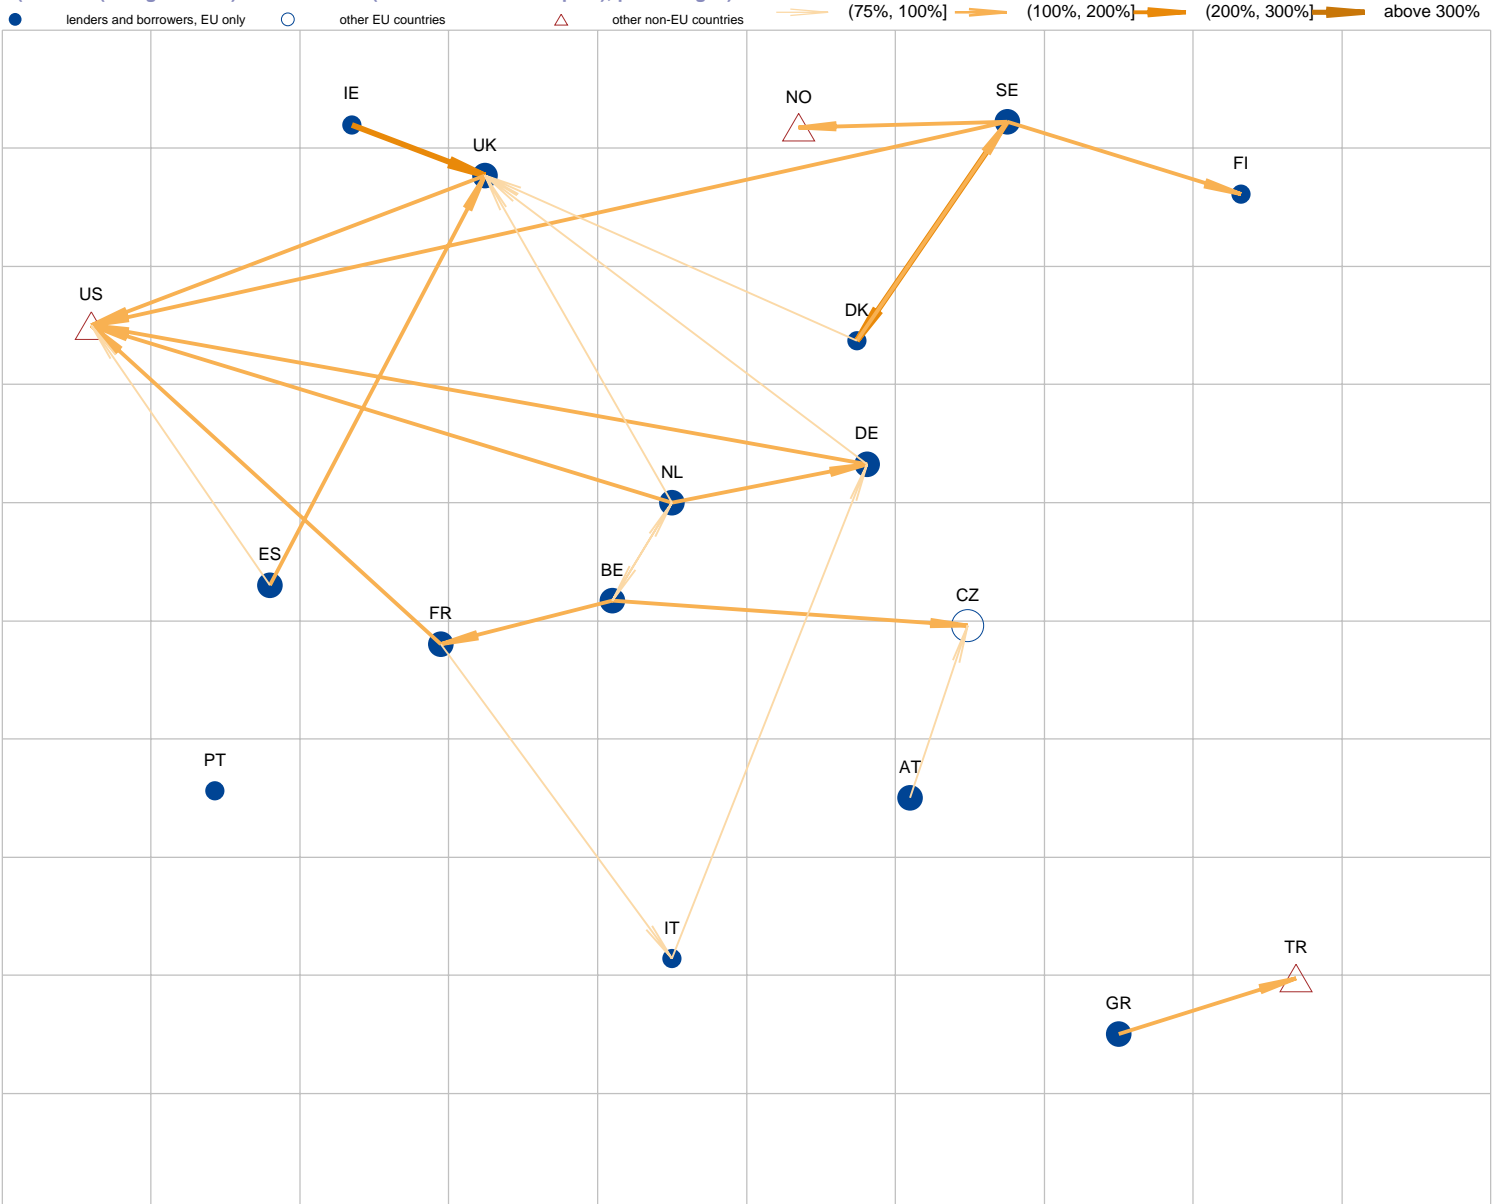 lenders and borrowers, EU only other EU countries other non-EU countries (75%, 100%] (100%, 200%] (200%, 300%] above 300%
IE
NO
SE
UK
FI
US
DK
DE
NL
ES
BE
CZ
FR
PT
AT
IT
TR
GR